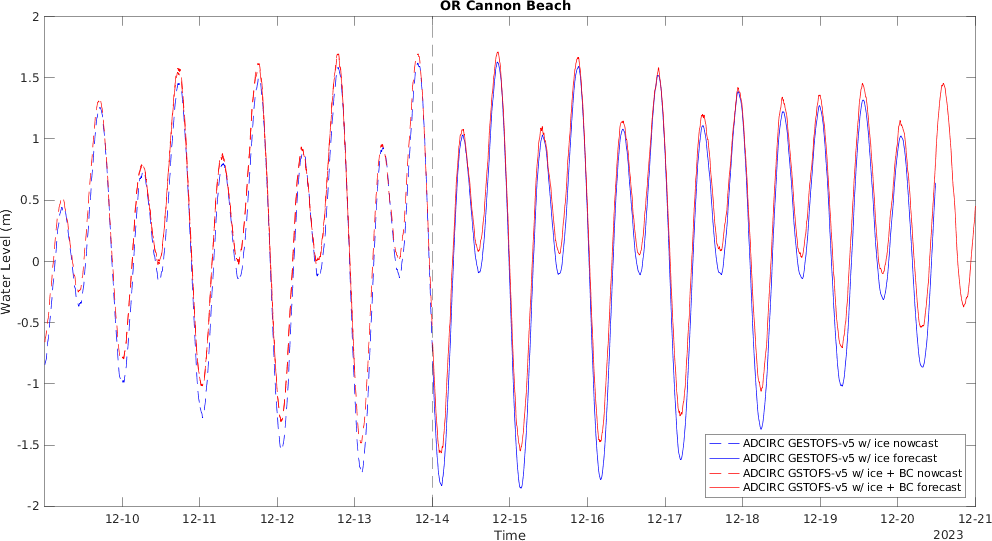 OR Cannon Beach
2
1.5
1
0.5
0
-0.5
-1
-1.5
-2
Water Level (m)
12-10 12-11 12-12 12-13 12-14 12-15 12-16 12-17 12-18 12-19 12-20 12-21
Time
2023
ADCIRC GESTOFS-v5 w/ ice nowcast
ADCIRC GESTOFS-v5 w/ ice forecast
ADCIRC GSTOFS-v5 w/ ice + BC nowcast
ADCIRC GSTOFS-v5 w/ ice + BC forecast